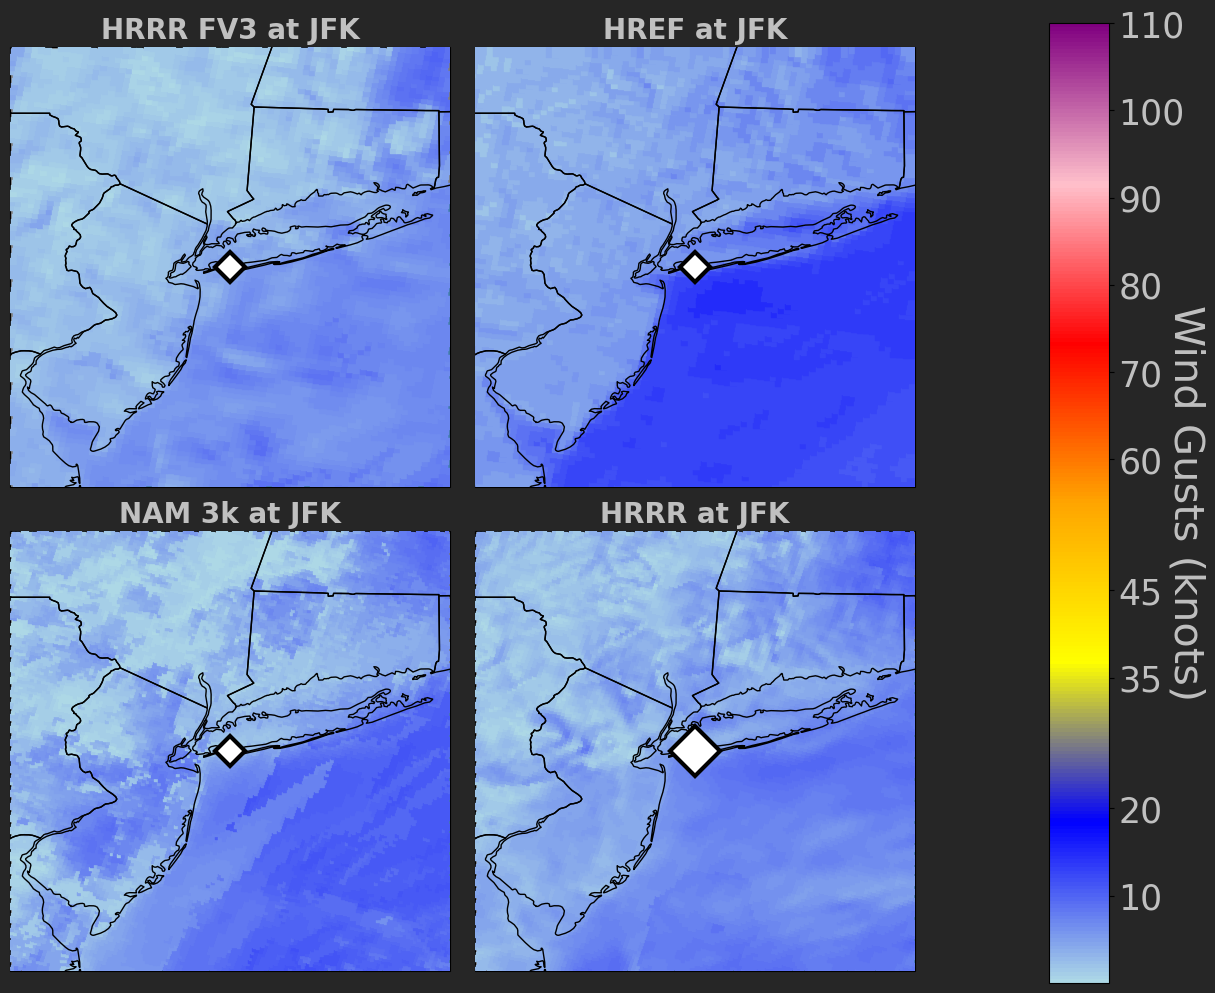 HRRR FV3 at JFK
HREF at JFK
NAM 3k at JFK
HRRR at JFK
110
100
90
80
70
60
45
35
20
10
Wind Gusts (knots)